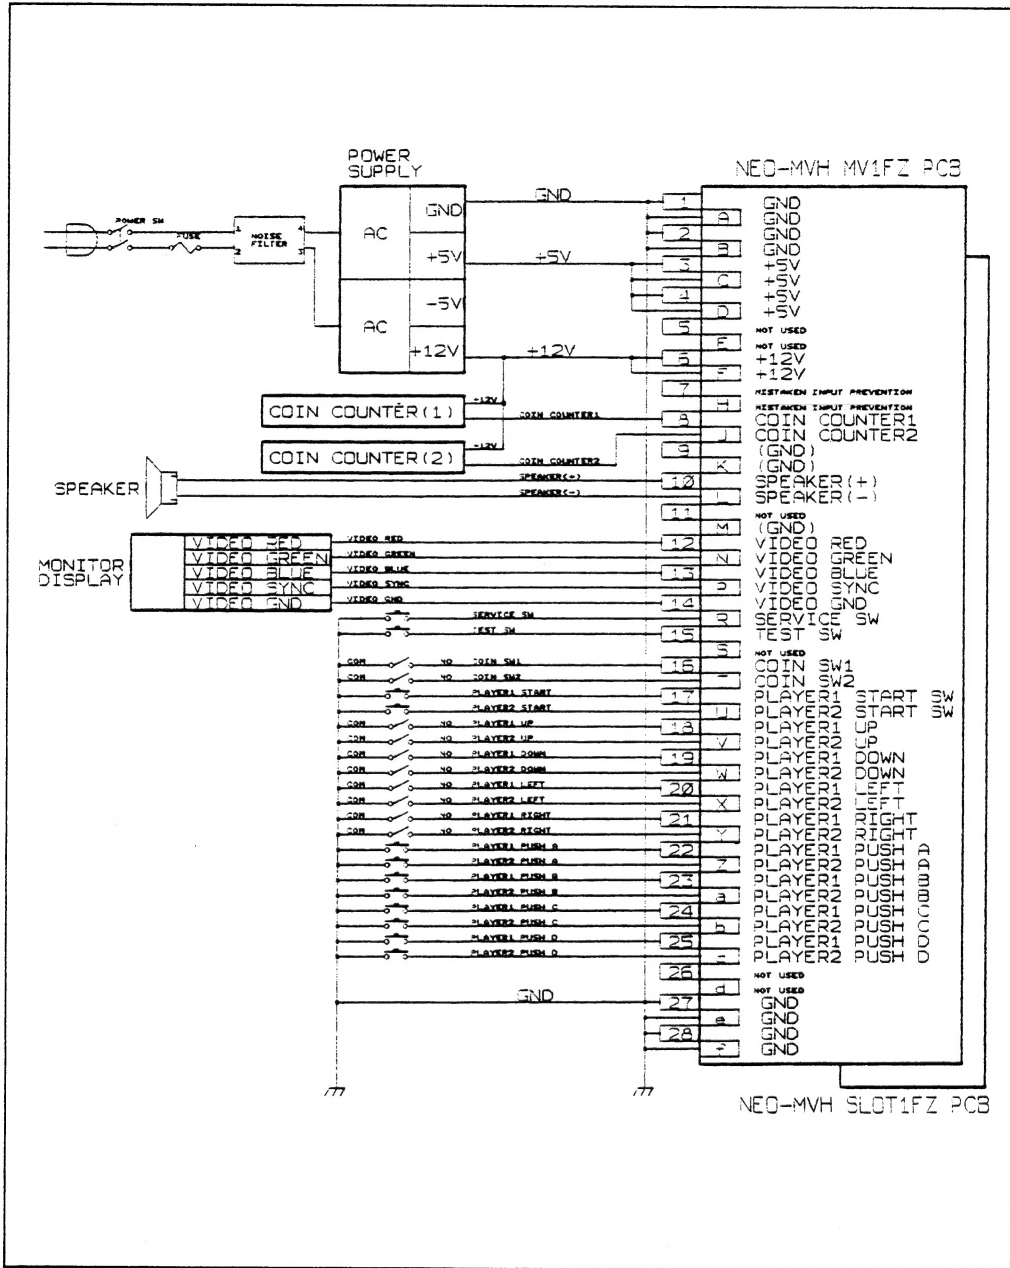 POWER
SUPPLY
NEO-MVH MV1FZ PCB
POWER SW
FUSE
1 4
2 3
NOISE
FILTER
AC
AC
GND
+5V
-5V
+12V
GND
+5V
+12V
+12V
COIN COUNTER(1)
COIN COUNTER1
+12V
COIN COUNTER(2)
COIN COUNTER2
SPEAKER
SPEAKER(+)
SPEAKER(-)
MONITOR
DISPLAY
VIDEO RED
VIDEO GREEN
VIDEO BLUE
VIDEO SYNC
VIDEO GND
VIDEO RED
VIDEO GREEN
VIDEO BLUE
VIDEO SYNC
VIDEO GND
SERVICE SW
TEST SW
COM NO COIN SW1
COM NO COIN SW2
PLAYER1 START
PLAYER2 START
COM NO PLAYER1 UP
COM NO PLAYER2 UP
COM NO PLAYER1 DOWN
COM NO PLAYER2 DOWN
COM NO PLAYER1 LEFT
COM NO PLAYER2 LEFT
COM NO PLAYER1 RIGHT
COM NO PLAYER2 RIGHT
PLAYER1 PUSH A
PLAYER2 PUSH A
PLAYER1 PUSH B
PLAYER2 PUSH B
PLAYER1 PUSH C
PLAYER2 PUSH C
PLAYER1 PUSH D
PLAYER2 PUSH D
GND
1 GND
A GND
2 GND
B GND
3 +5V
C +5V
4 +5V
D +5V
5 NOT USED
E NOT USED
6 +12V
F +12V
7 MISTAKEN INPUT PREVENTION
H MISTAKEN INPUT PREVENTION
8 COIN COUNTER1
J COIN COUNTER2
9 (GND)
K (GND)
10 SPEAKER(+)
L SPEAKER(-)
11 NOT USED
M (GND)
12 VIDEO RED
N VIDEO GREEN
13 VIDEO BLUE
P VIDEO SYNC
14 VIDEO GND
R SERVICE SW
15 TEST SW
S NOT USED
16 COIN SW1
T COIN SW2
17 PLAYER1 START SW
U PLAYER2 START SW
18 PLAYER1 UP
V PLAYER2 UP
19 PLAYER1 DOWN
W PLAYER2 DOWN
20 PLAYER1 LEFT
X PLAYER2 LEFT
21 PLAYER1 RIGHT
Y PLAYER2 RIGHT
22 PLAYER1 PUSH A
Z PLAYER2 PUSH A
23 PLAYER1 PUSH B
a PLAYER2 PUSH B
24 PLAYER1 PUSH C
b PLAYER2 PUSH C
25 PLAYER1 PUSH D
c PLAYER2 PUSH D
26 NOT USED
d NOT USED
27 GND
e GND
28 GND
f GND
NEO-MVH SLOT1FZ PCB